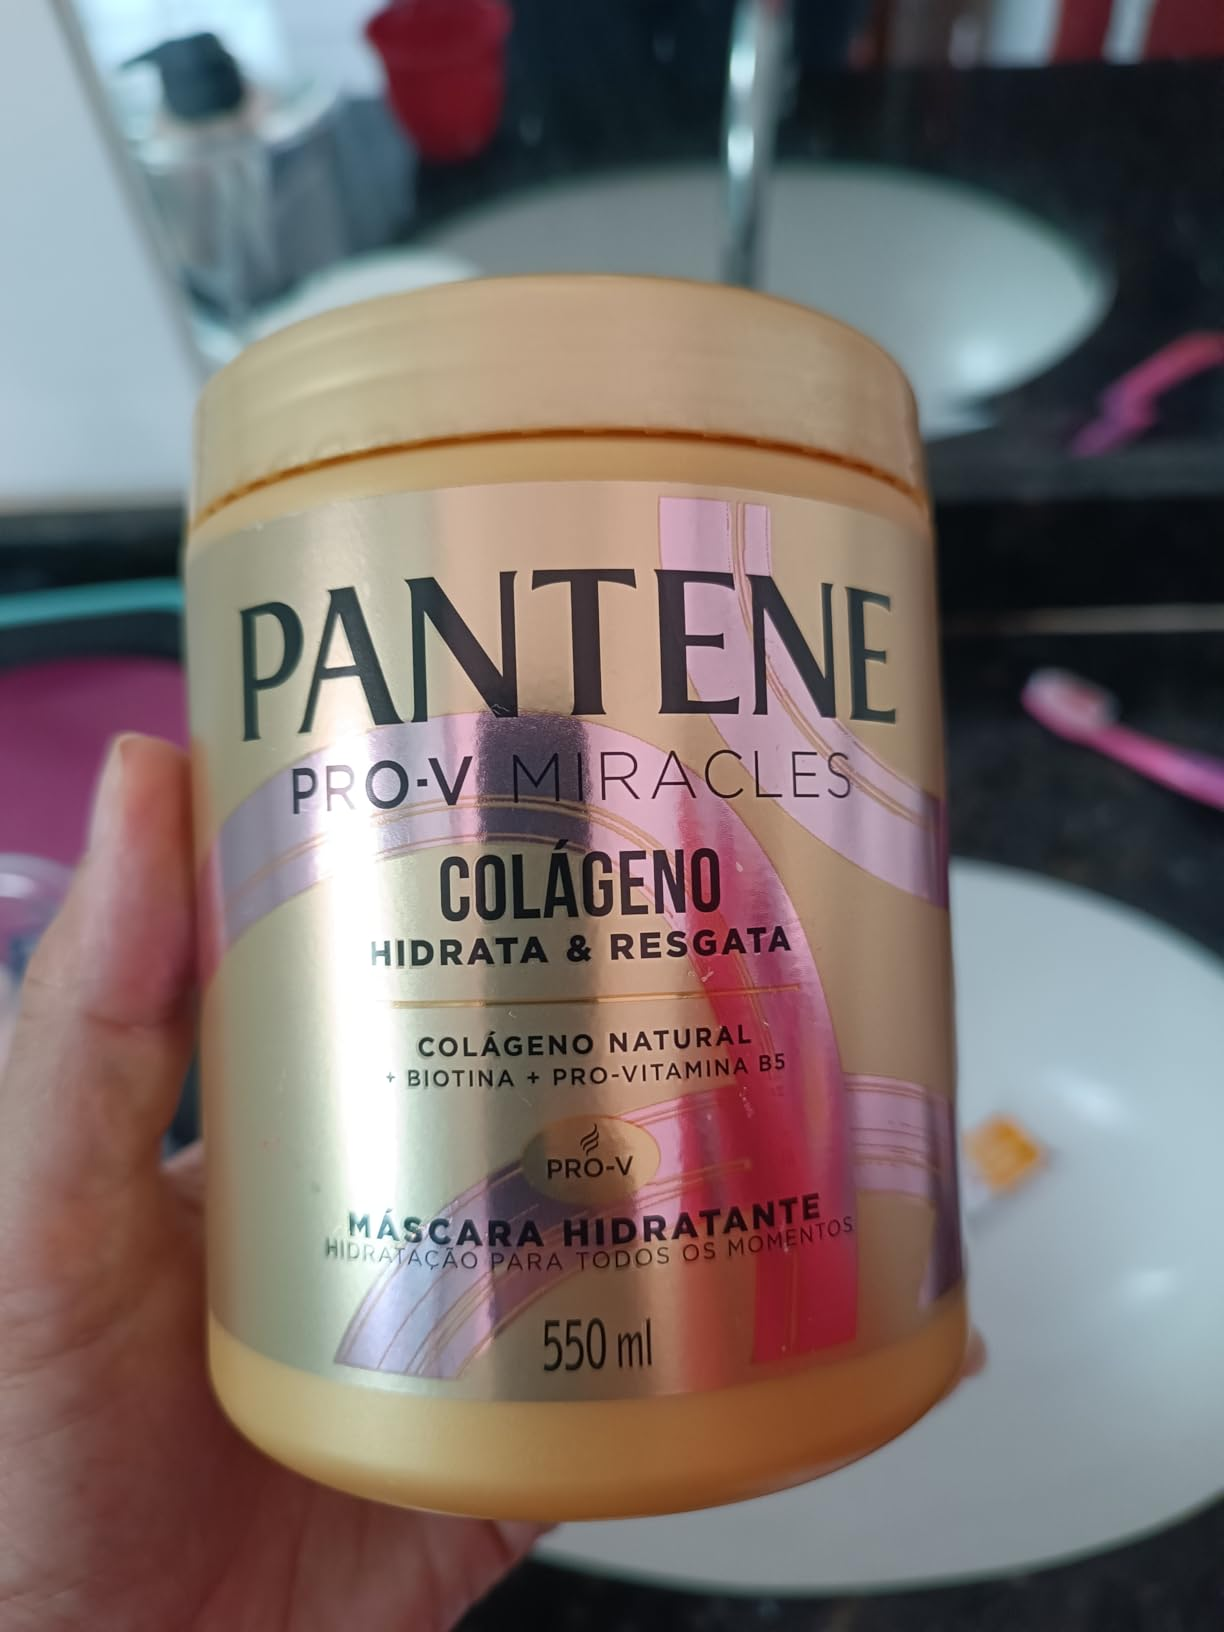 PANTENE
PRO-V MIRACLES
COLÁGENO
HIDRATA & RESGATA
COLÁGENO NATURAL
+ BIOTINA + PRO-VITAMINA B5
PRO-V
MÁSCARA HIDRATANTE
HIDRATAÇÃO PARA TODOS OS MOMENTOS
550 ml